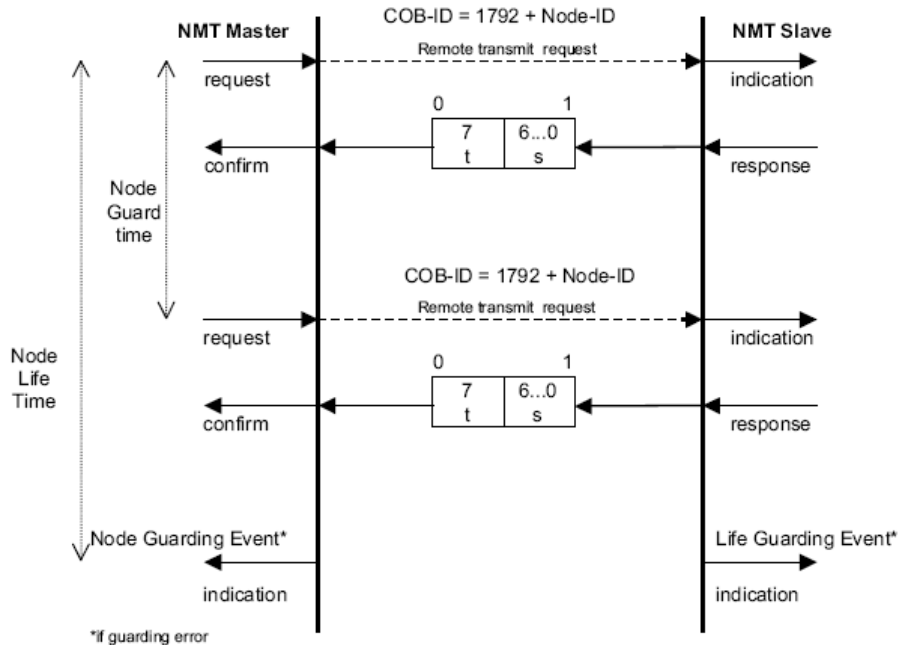 COB-ID = 1792 + Node-ID
NMT Master
Remote transmit request
NMT Slave
request
indication
0 1
7 6...0
t s
confirm
response
Node
Guard
time
COB-ID = 1792 + Node-ID
Remote transmit request
request
indication
Node
Life
Time
0 1
7 6...0
t s
confirm
response
Node Guarding Event*
Life Guarding Event*
indication
indication
*if guarding error